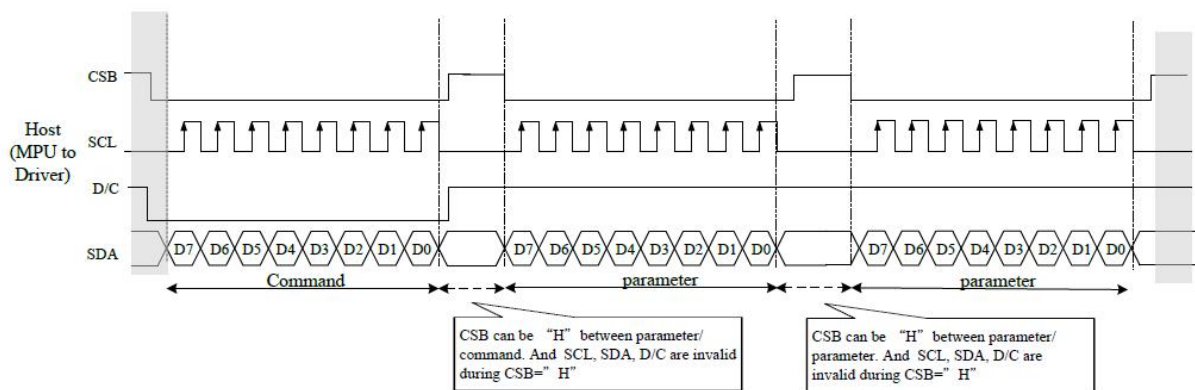 CSB
Host
(MPU to
Driver)
SCL
D/C
SDA
D7 D6 D5 D4 D3 D2 D1 D0 D7 D6 D5 D4 D3 D2 D1 D0 D7 D6 D5 D4 D3 D2 D1 D0
Command parameter parameter
CSB can be “H” between parameter/
command. And SCL, SDA, D/C are invalid
during CSB=”H”
CSB can be “H” between parameter/
parameter. And SCL, SDA, D/C are
invalid during CSB=”H”